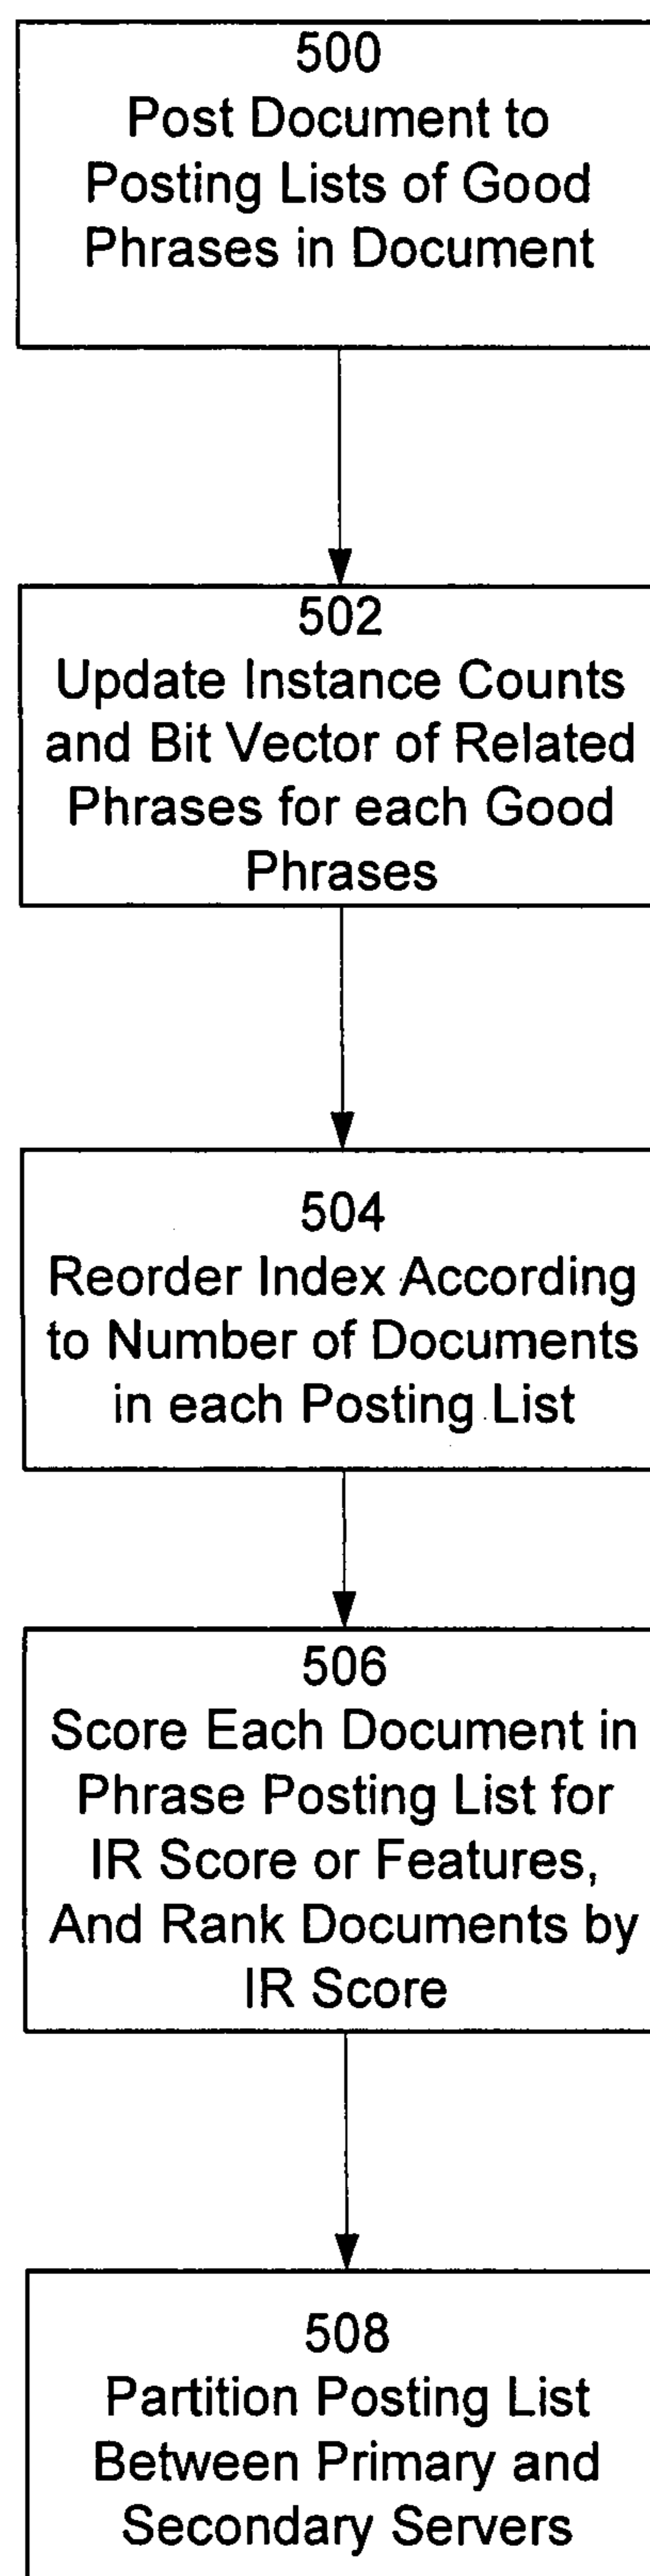 500
Post Document to
Posting Lists of Good
Phrases in Document
502
Update Instance Counts
and Bit Vector of Related
Phrases for each Good
Phrases
504
Reorder Index According
to Number of Documents
in each Posting List
506
Score Each Document in
Phrase Posting List for
IR Score or Features,
And Rank Documents by
IR Score
508
Partition Posting List
Between Primary and
Secondary Servers